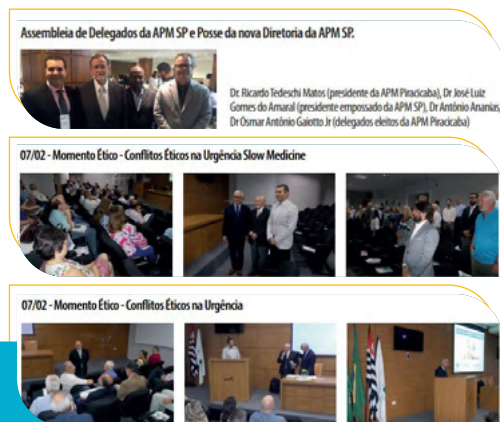 Assembleia de Delegados da APM SP e Posse da nova Diretoria da APM SP.
Dr. Ricardo Tedeschi Matos (presidente da APM Piracicaba), Dr José Luiz
Gomes do Amaral (presidente empossado da APM SP), Dr Antônio Ananias,
Dr Osmar Antônio Gaiotto Jr (delegados eleitos da APM Piracicaba)
07/02 - Momento Ético - Conflitos Éticos na Urgência Slow Medicine
07/02 - Momento Ético - Conflitos Éticos na Urgência